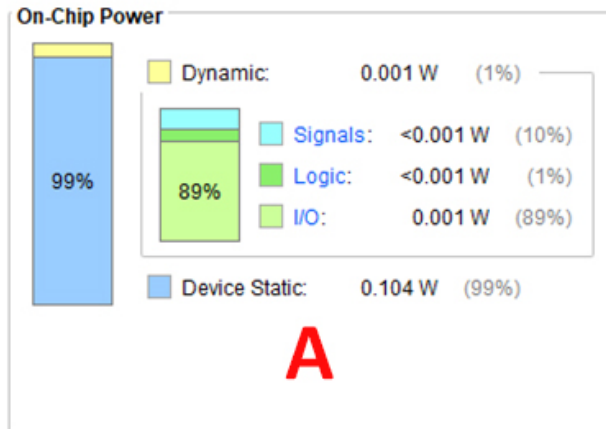 On-Chip Power
Dynamic: 0.001 W (1%)
Signals: <0.001 W (10%)
Logic: <0.001 W (1%)
99%
89%
I/O: 0.001 W (89%)
Device Static: 0.104 W (99%)
A